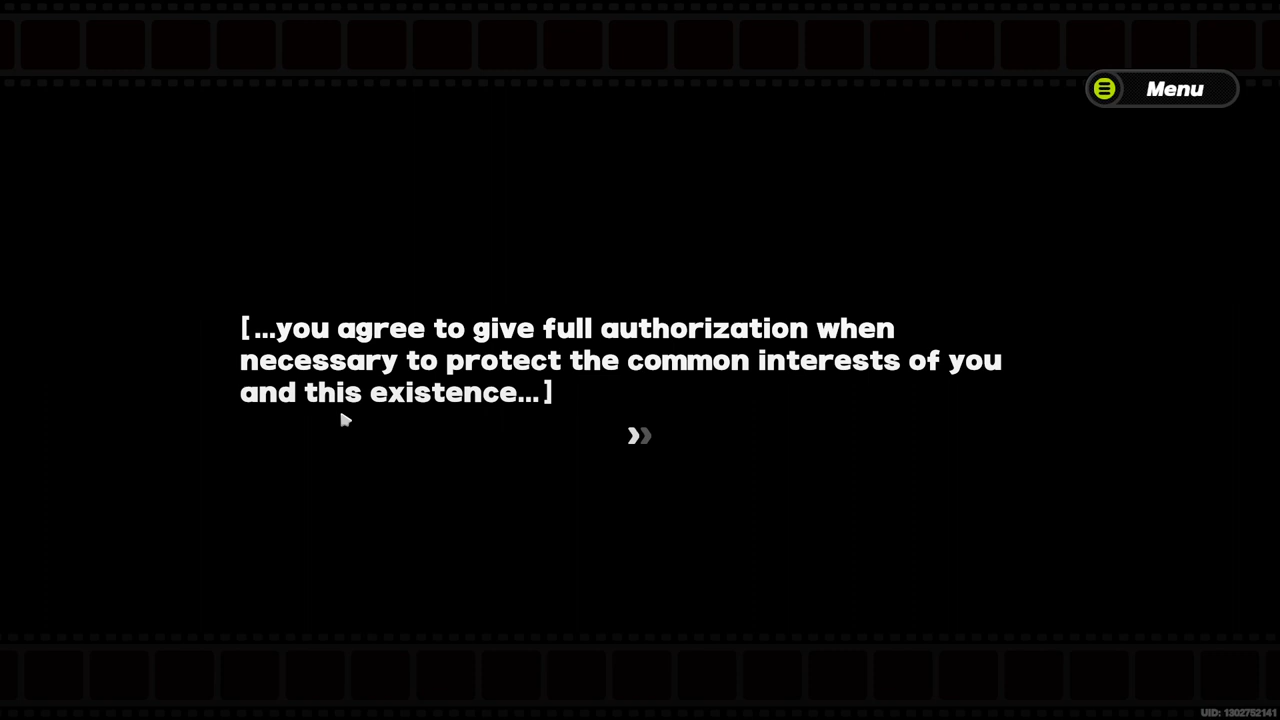 Menu
[...you agree to give full authorization when
necessary to protect the common interests of you
and this existence...]
UID: 1302752141